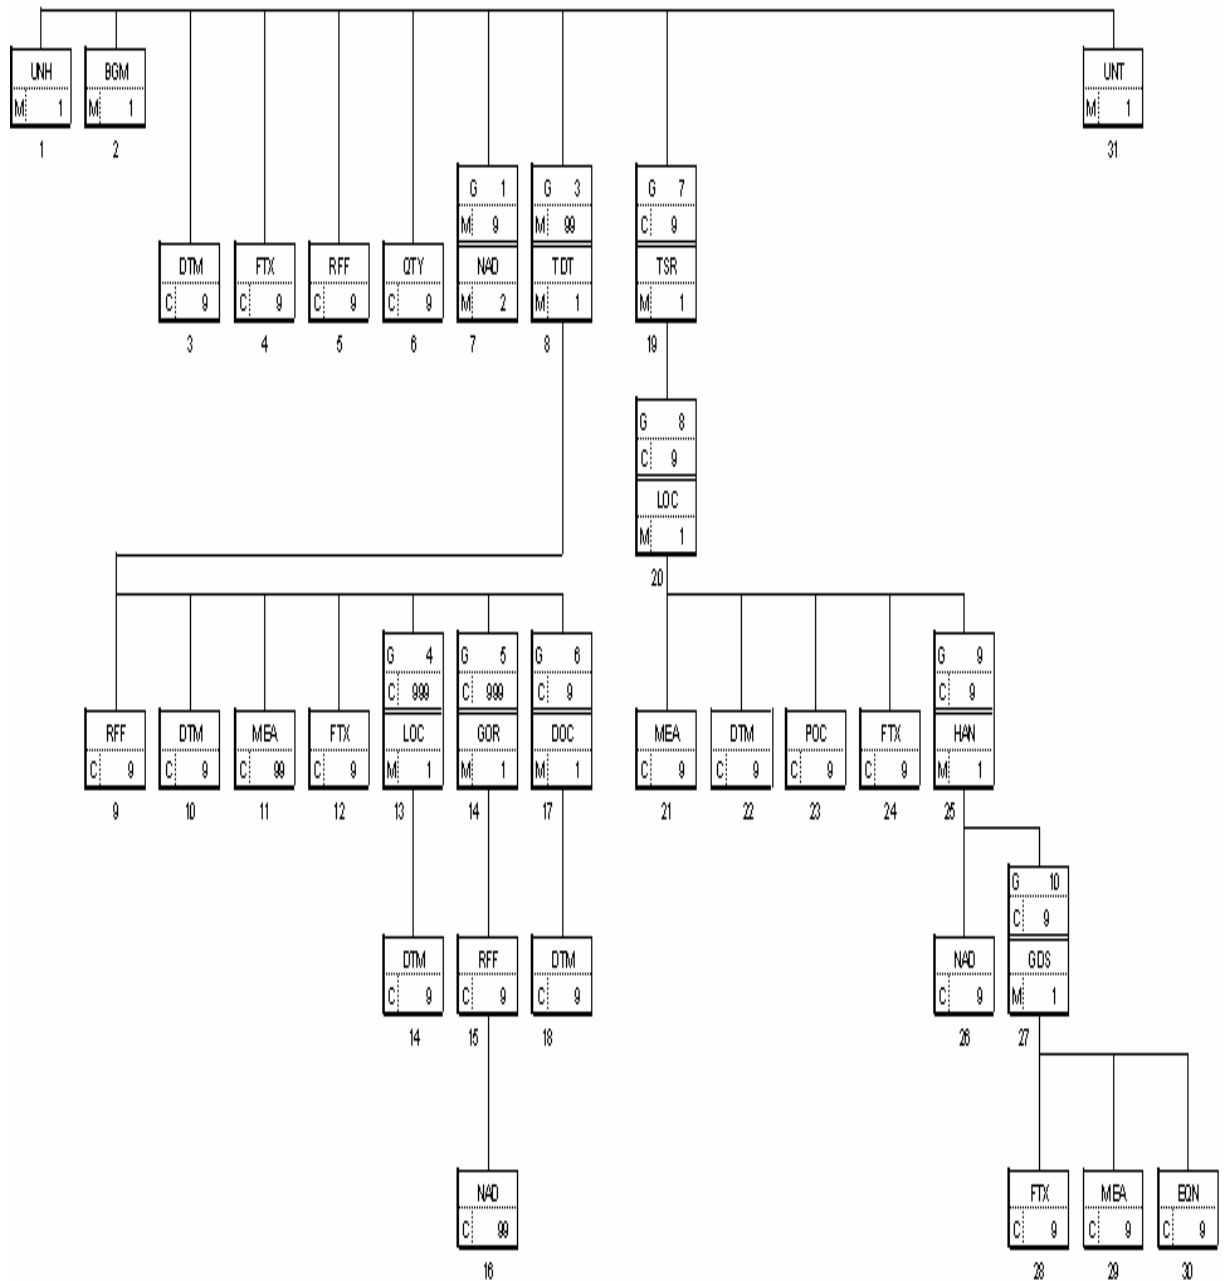 UNH BGM UNT
M 1 M 1 M 1
1 2 31
G 1 G 3 G 7
M 9 M 99 C 9
DTM FTX RFF QTY NAD TDT TSR
C 9 C 9 C 9 C 9 M 2 M 1 M 1
3 4 5 6 7 8 19
G 8
C 9
LOC
M 1
20
G 4 G 5 G 6 G 9
C 999 C 999 C 9 C 9
RFF DTM MEA FTX LOC GOR DOC MEA DTM POC FTX HAN
C 9 C 9 C 99 C 9 M 1 M 1 M 1 C 9 C 9 C 9 C 9 M 1
9 10 11 12 13 14 17 21 22 23 24 25
G 10
C 9
DTM RFF DTM NAD GDS
C 9 C 9 C 9 C 9 M 1
14 15 18 26 27
NAD FTX MEA EQN
C 99 C 9 C 9 C 9
16 28 29 30